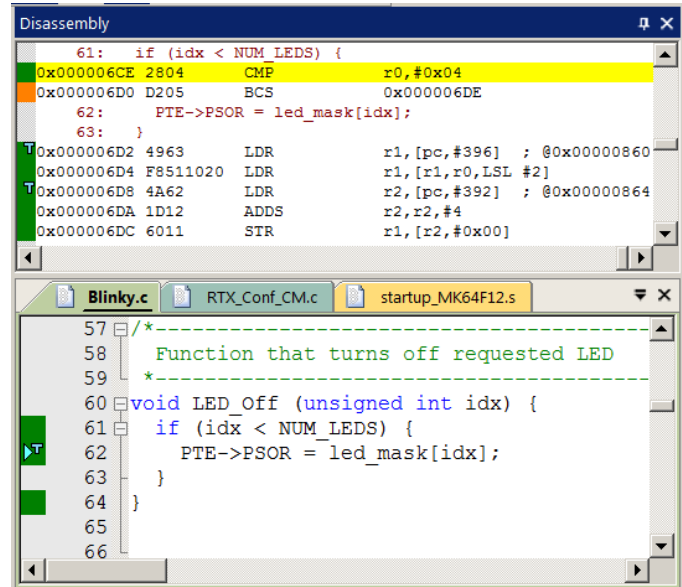 Disassembly
61: if (idx < NUM_LEDS) {
0x000006CE 2804 CMP r0,#0x04
0x000006D0 D205 BCS 0x000006DE
62: PTE->PSOR = led_mask[idx];
63: }
T0x000006D2 4963 LDR r1,[pc,#396] ; @0x00000860
0x000006D4 F8511020 LDR r1,[r1,r0,LSL #2]
T0x000006D8 4A62 LDR r2,[pc,#392] ; @0x00000864
0x000006DA 1D12 ADDS r2,r2,#4
0x000006DC 6011 STR r1,[r2,#0x00]
Blinky.c RTX_Conf_CM.c startup_MK64F12.s
57 /*----------------------------------------
58 Function that turns off requested LED
59 *----------------------------------------
60 void LED_Off (unsigned int idx) {
61 if (idx < NUM_LEDS) {
T 62 PTE->PSOR = led_mask[idx];
63 }
64 }
65
66